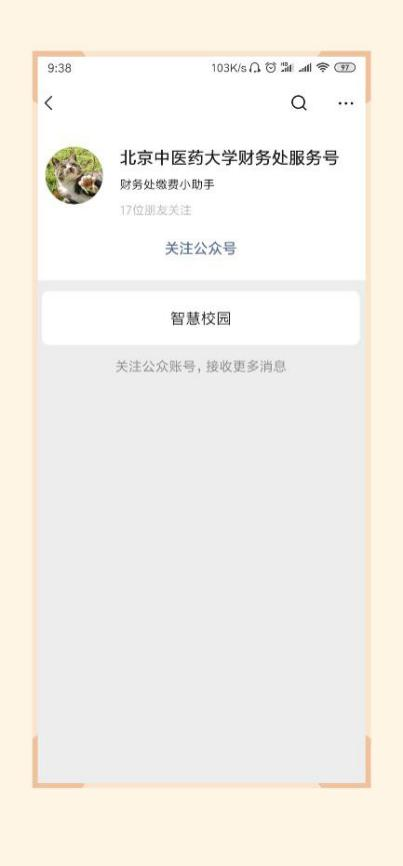 9:38
103K/s
97
北京中医药大学财务处服务号
财务处缴费小助手
17位朋友关注
关注公众号
智慧校园
关注公众账号，接收更多消息